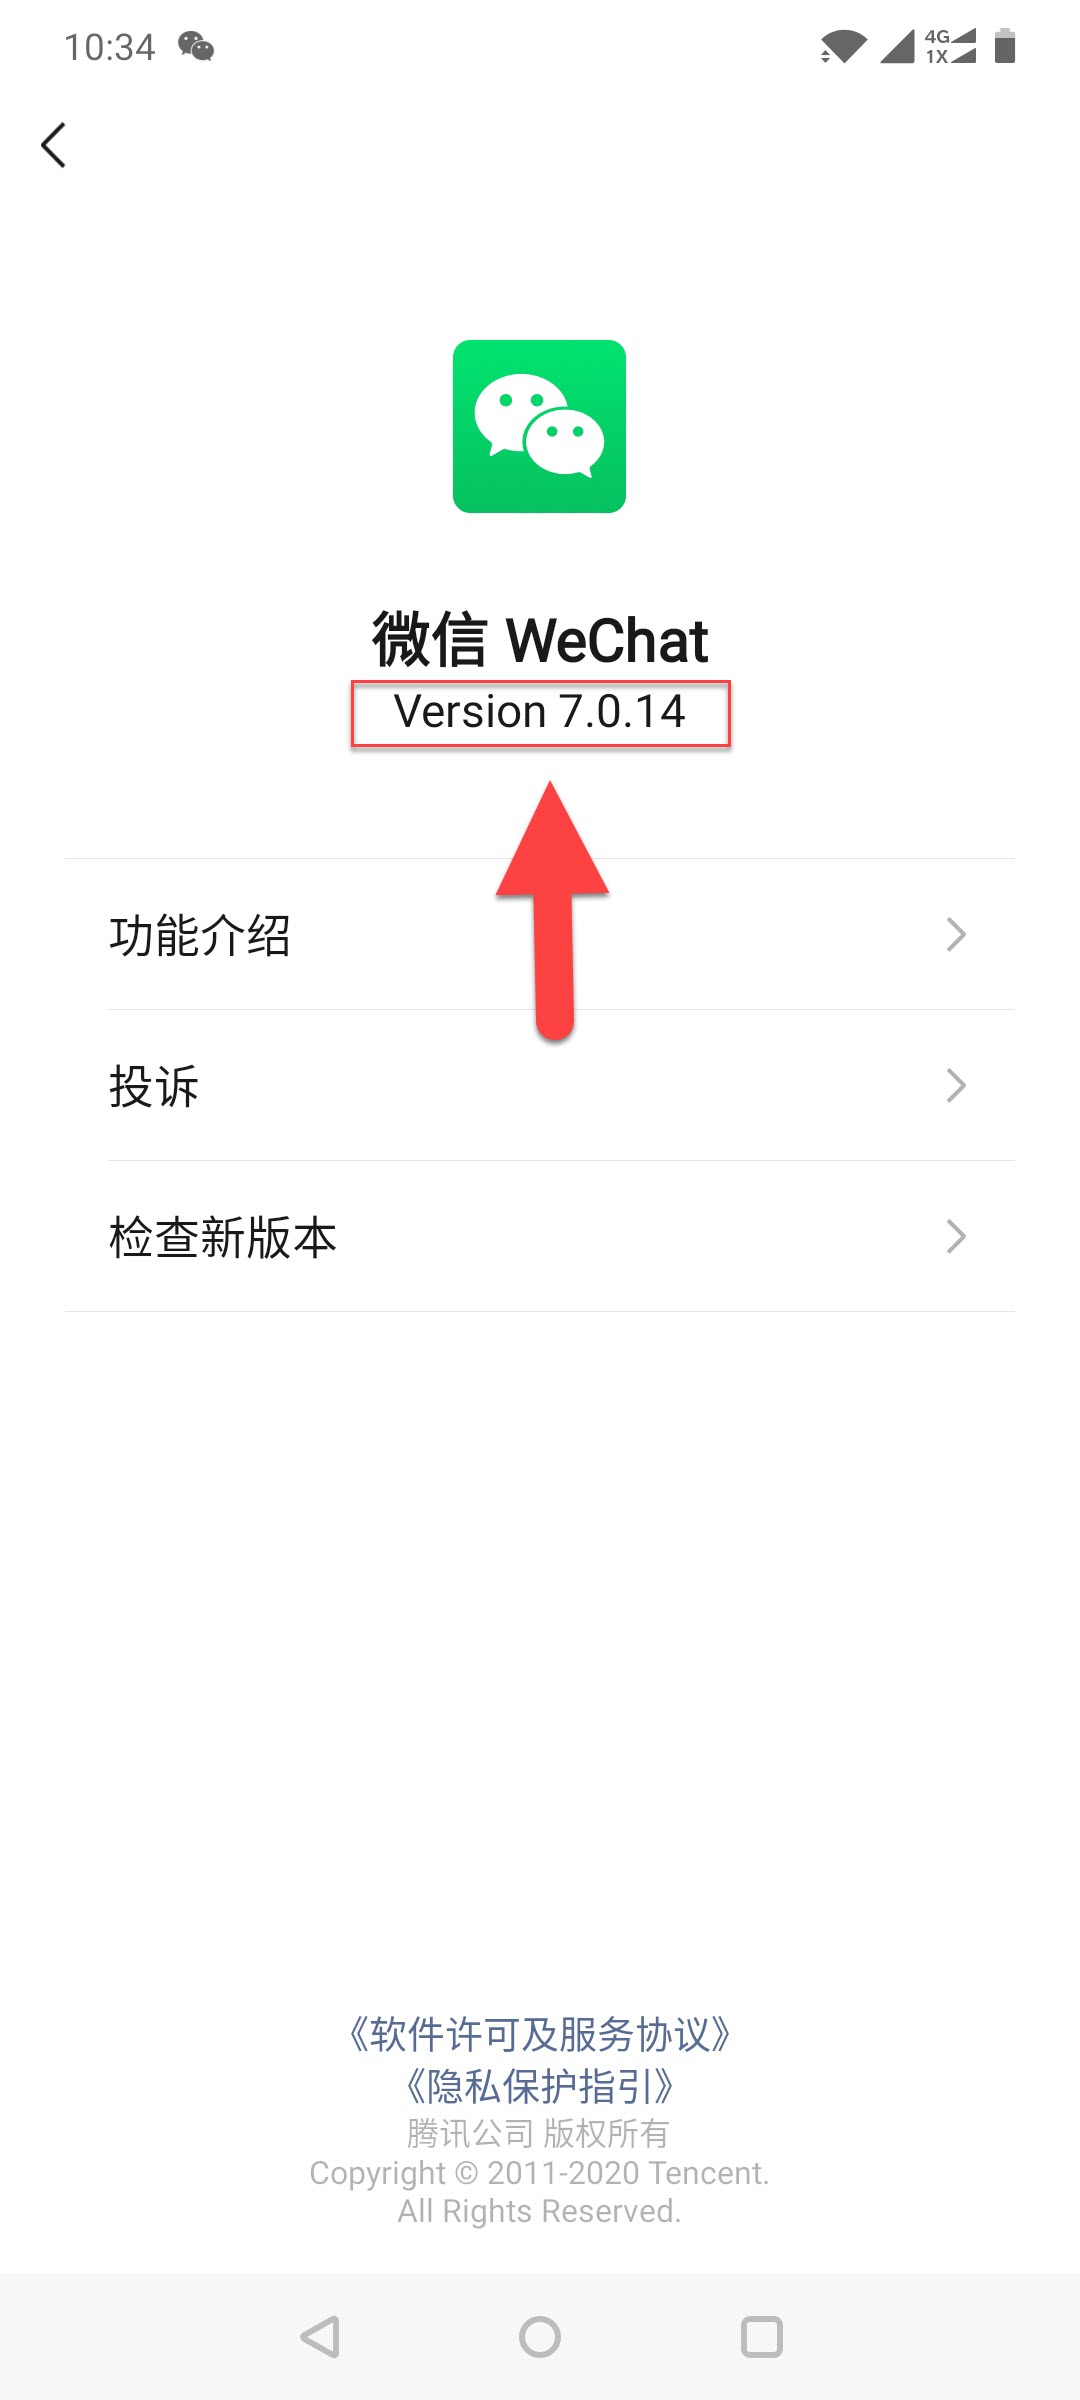 10:34
4G
1X
微信 WeChat
Version 7.0.14
功能介绍
投诉
检查新版本
《软件许可及服务协议》
《隐私保护指引》
腾讯公司 版权所有
Copyright © 2011-2020 Tencent.
All Rights Reserved.